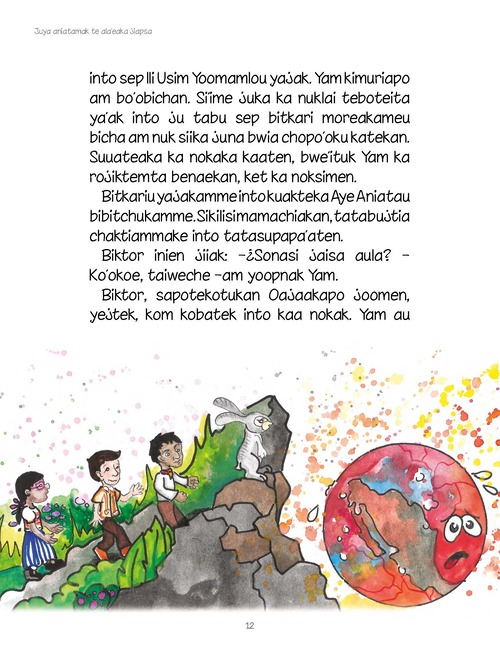 Juya aniatamak te ala'eaka Siapsa
into sep Ili Usim Yoomamlou yajak. Yam kimuriapo
am bo'obichan. Si'ime juka ka nuklai teboteita
ya'ak into ju tabu sep bitkari moreakameu
bicha am nuk siika juna bwia chopo'oku katekan.
Suuateaka ka nokaka kaaten, bwe'ituk Yam ka
rojiktemta benaekan, ket ka noksimen.
Bitkariu yajakamme into kuakteka Aye Aniatau
bibitchukamme. Sikilisi mamachiakan, tatabujtia
chaktiammake into tatasupapa'aten.
Biktor inien jiiak: -¿Sonasi jaisa aula? -
Ko'okoe, taiweche -am yoopnak Yam.
Biktor, sapotekotukan Oajaakapo joomen,
yejtek, kom kobatek into kaa nokak. Yam au
12